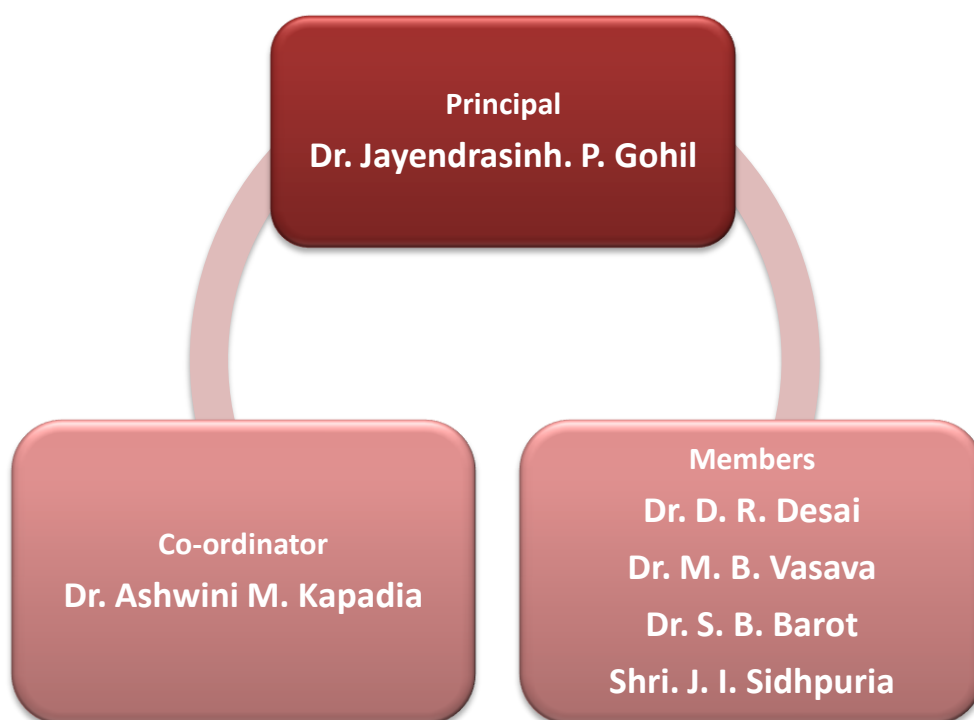 Principal
Dr. Jayendrasinh. P. Gohil
Co-ordinator
Dr. Ashwini M. Kapadia
Members
Dr. D. R. Desai
Dr. M. B. Vasava
Dr. S. B. Barot
Shri. J. I. Sidhpuria